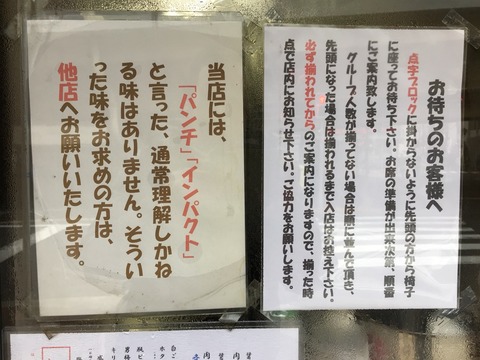 お待ちのお客様へ
点字ブロックに掛からないように先頭の方から椅子
に座ってお待ち下さい。お席の準備が出来次第、順番
にご案内致します。
グループ人数が揃ってない場合は順に並んで頂き、
先頭になった場合は揃われるまで入店はお控え下さい。
必ず揃われてからのご案内になりますので、揃った時
点で店内にお知らせ下さい。ご協力をお願いします。
当店には、
「パンチ」「インパクト」
と言った、通常理解しかね
る味はありません。そうい
った味をお求めの方は、
他店へお願いいたします。